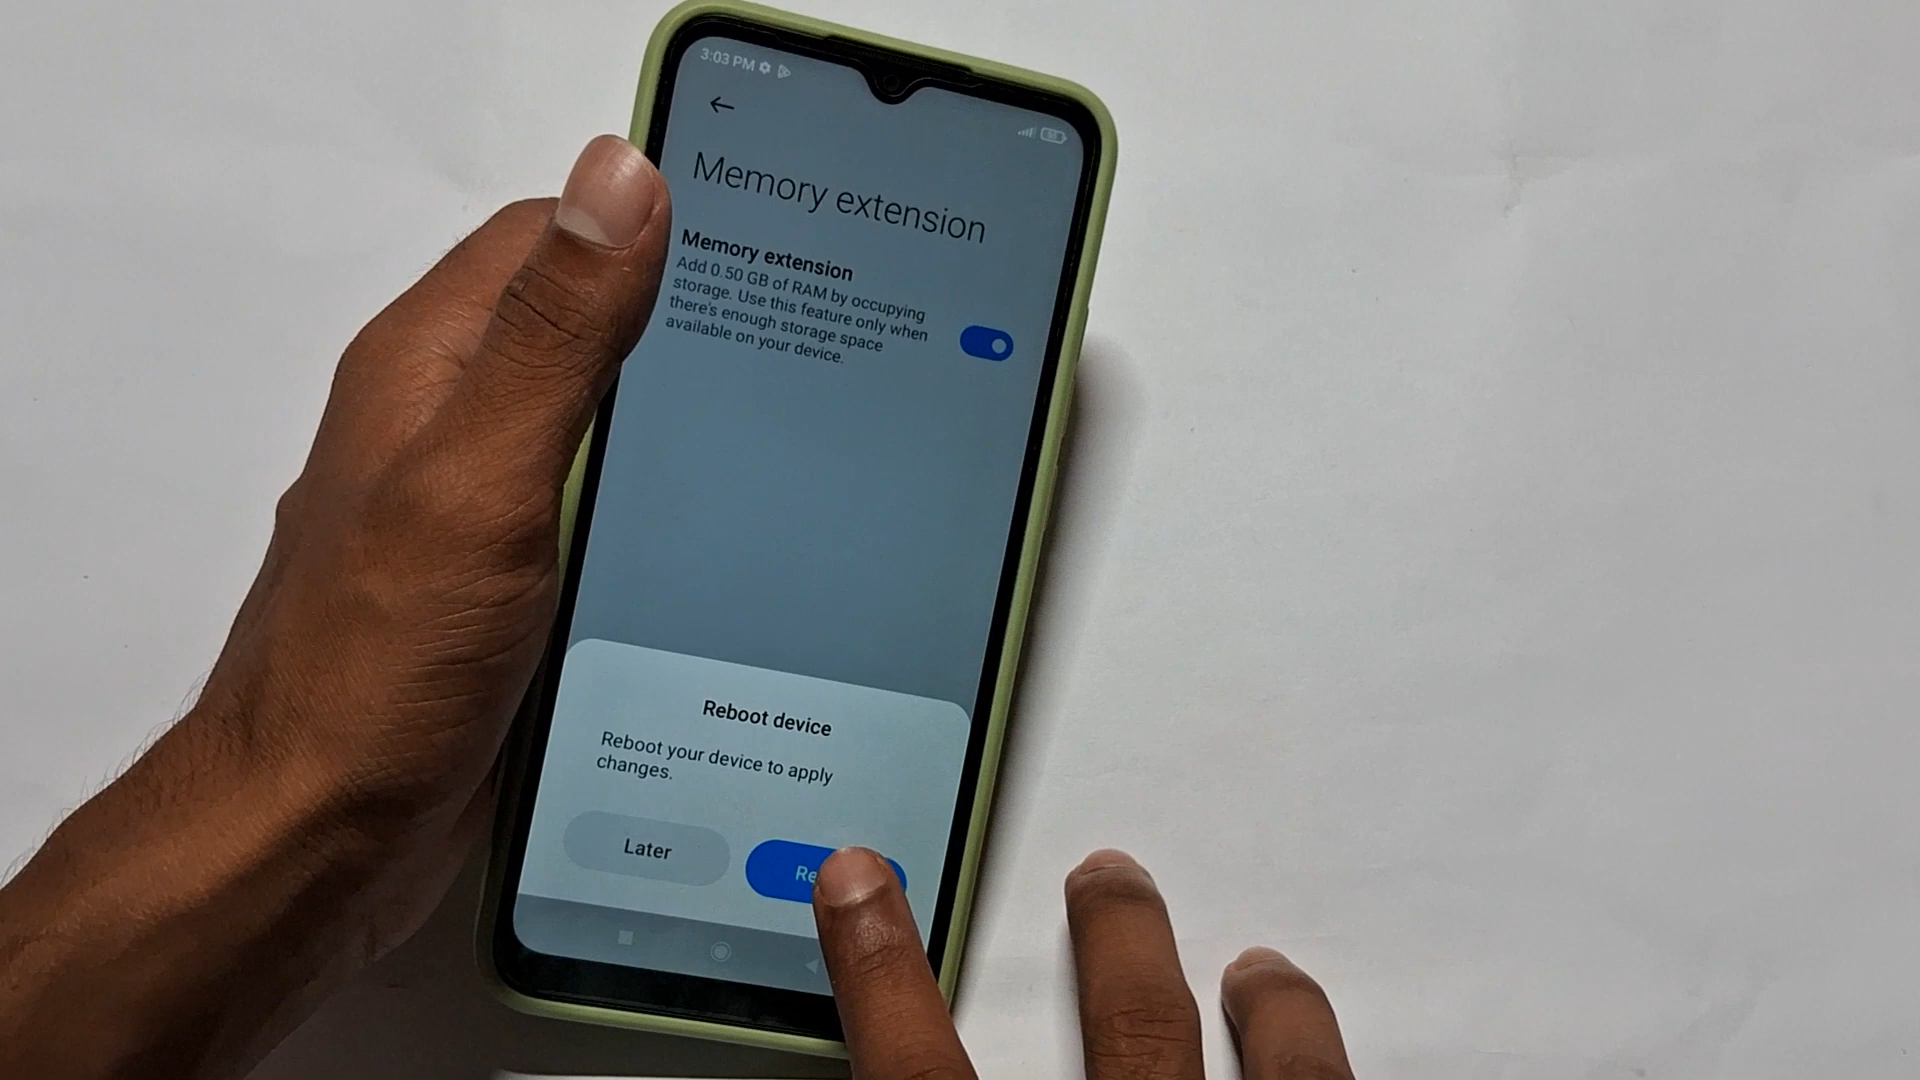 3:03 PM
Memory extension
Memory extension
Add 0.50 GB of RAM by occupying
storage. Use this feature only when
there's enough storage space
available on your device.
Reboot device
Reboot your device to apply
changes.
Later